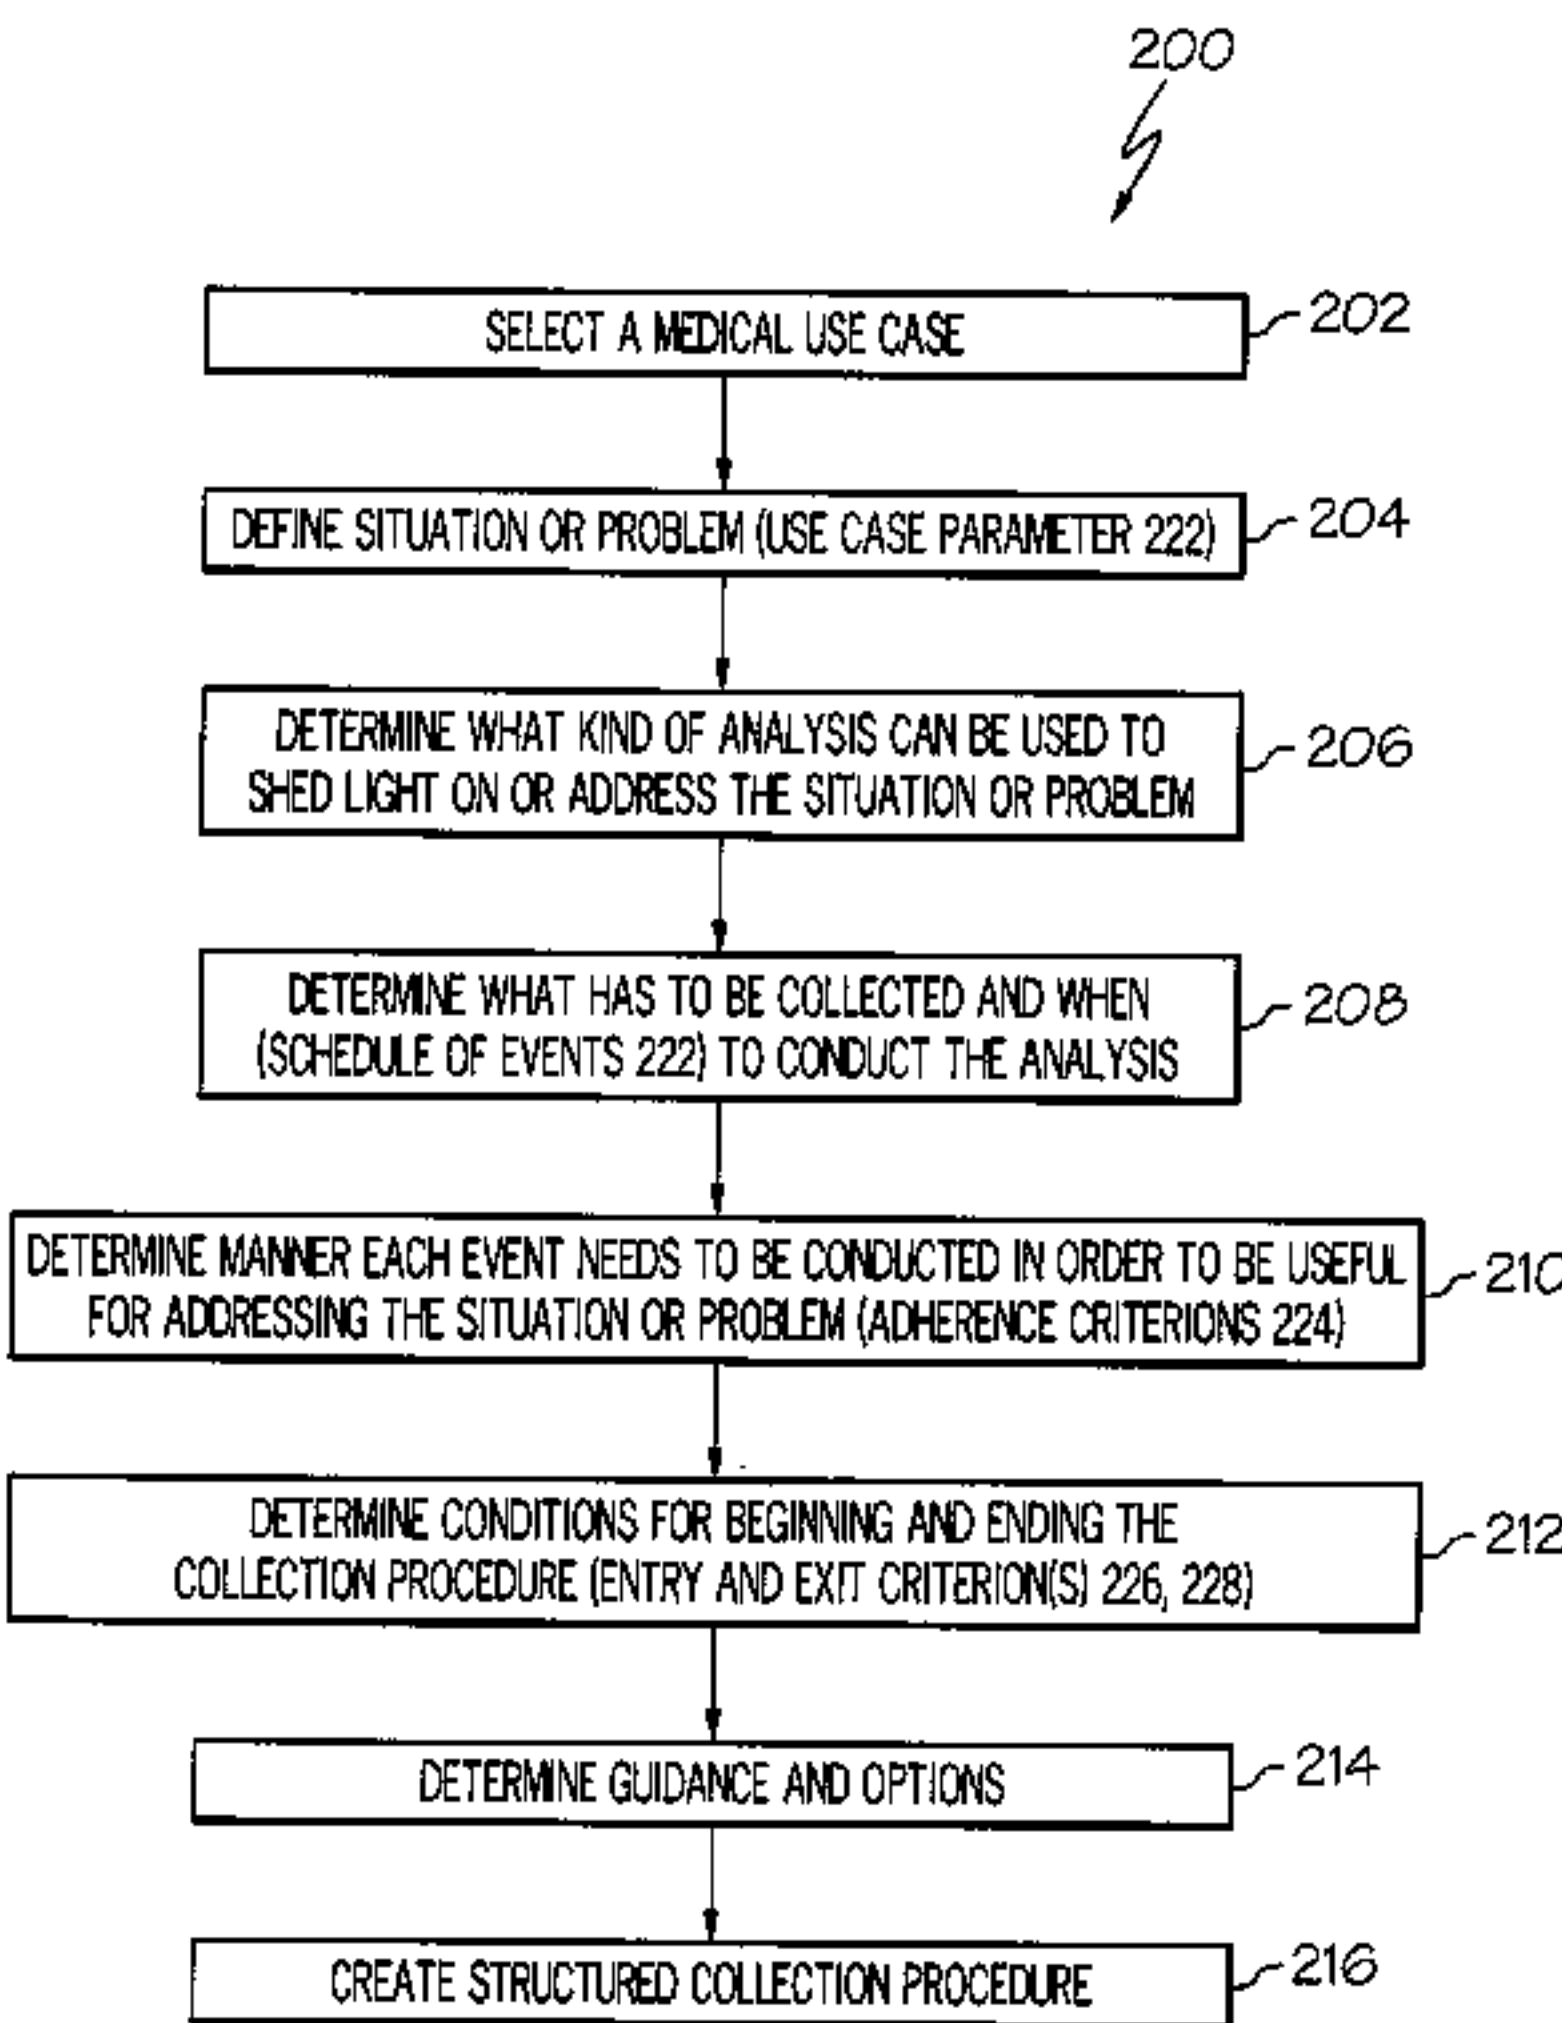 200
SELECT A MEDICAL USE CASE
202
DEFINE SITUATION OR PROBLEM (USE CASE PARAMETER 222)
204
DETERMINE WHAT KIND OF ANALYSIS CAN BE USED TO
SHED LIGHT ON OR ADDRESS THE SITUATION OR PROBLEM
206
DETERMINE WHAT HAS TO BE COLLECTED AND WHEN
(SCHEDULE OF EVENTS 222) TO CONDUCT THE ANALYSIS
208
DETERMINE MANNER EACH EVENT NEEDS TO BE CONDUCTED IN ORDER TO BE USEFUL
FOR ADDRESSING THE SITUATION OR PROBLEM (ADHERENCE CRITERIONS 224)
210
DETERMINE CONDITIONS FOR BEGINNING AND ENDING THE
COLLECTION PROCEDURE (ENTRY AND EXIT CRITERION(S) 226, 228)
212
DETERMINE GUIDANCE AND OPTIONS
214
CREATE STRUCTURED COLLECTION PROCEDURE
216